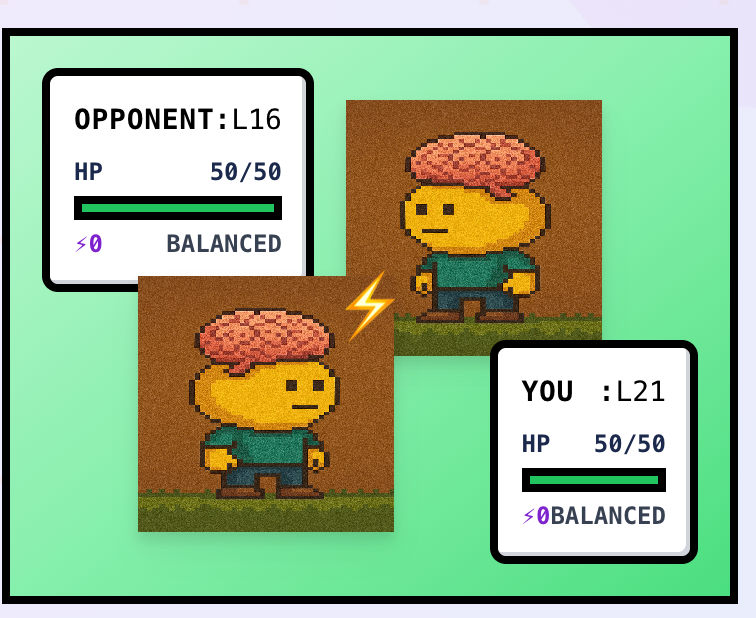 OPPONENT:L16
HP 50/50
⚡0 BALANCED
YOU :L21
HP 50/50
⚡0BALANCED